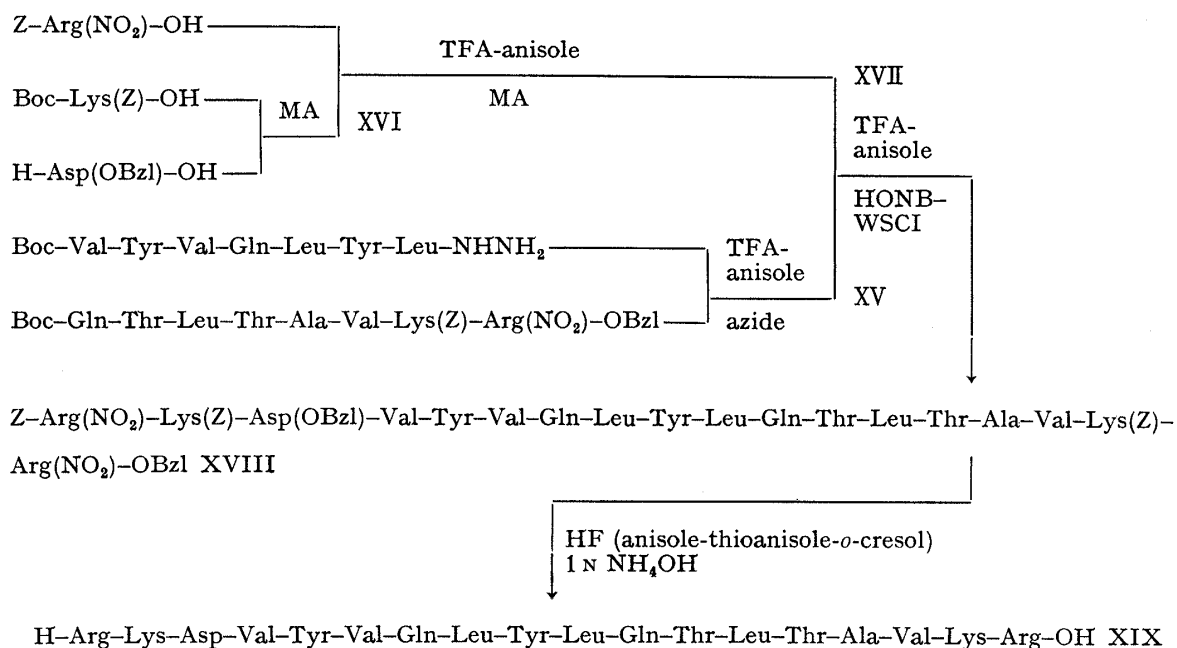 Z–Arg(NO₂)–OH
TFA-anisole
XVII
Boc–Lys(Z)–OH
MA
MA
XVI
TFA-
anisole
H–Asp(OBzl)–OH
HONB–
WSCI
Boc–Val–Tyr–Val–Gln–Leu–Tyr–Leu–NHNH₂
TFA-
anisole
XV
Boc–Gln–Thr–Leu–Thr–Ala–Val–Lys(Z)–Arg(NO₂)–OBzl
azide
Z–Arg(NO₂)–Lys(Z)–Asp(OBzl)–Val–Tyr–Val–Gln–Leu–Tyr–Leu–Gln–Thr–Leu–Thr–Ala–Val–Lys(Z)–
Arg(NO₂)–OBzl XVIII
HF (anisole-thioanisole-o-cresol)
1 N NH₄OH
H–Arg–Lys–Asp–Val–Tyr–Val–Gln–Leu–Tyr–Leu–Gln–Thr–Leu–Thr–Ala–Val–Lys–Arg–OH XIX